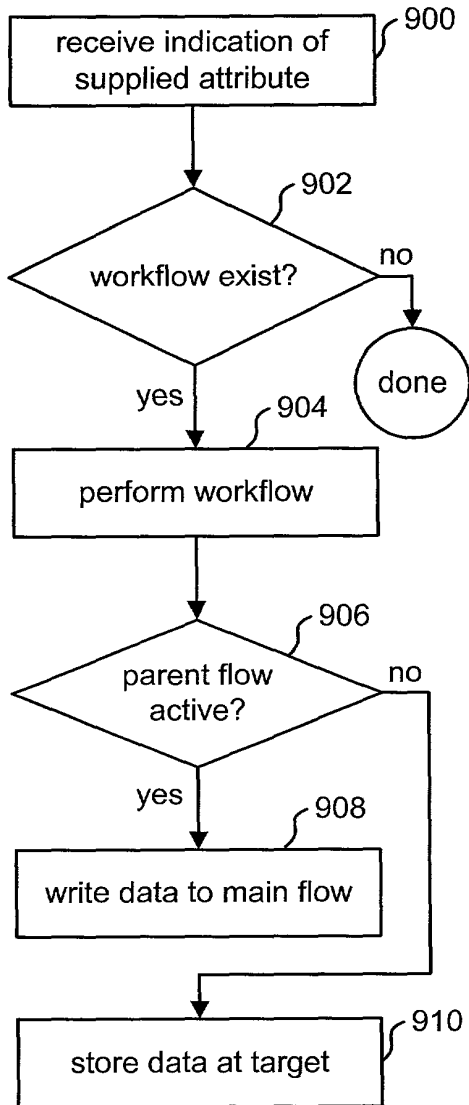 900
receive indication of
supplied attribute
902
workflow exist?
no
done
yes
904
perform workflow
906
parent flow
active?
no
yes
908
write data to main flow
910
store data at target